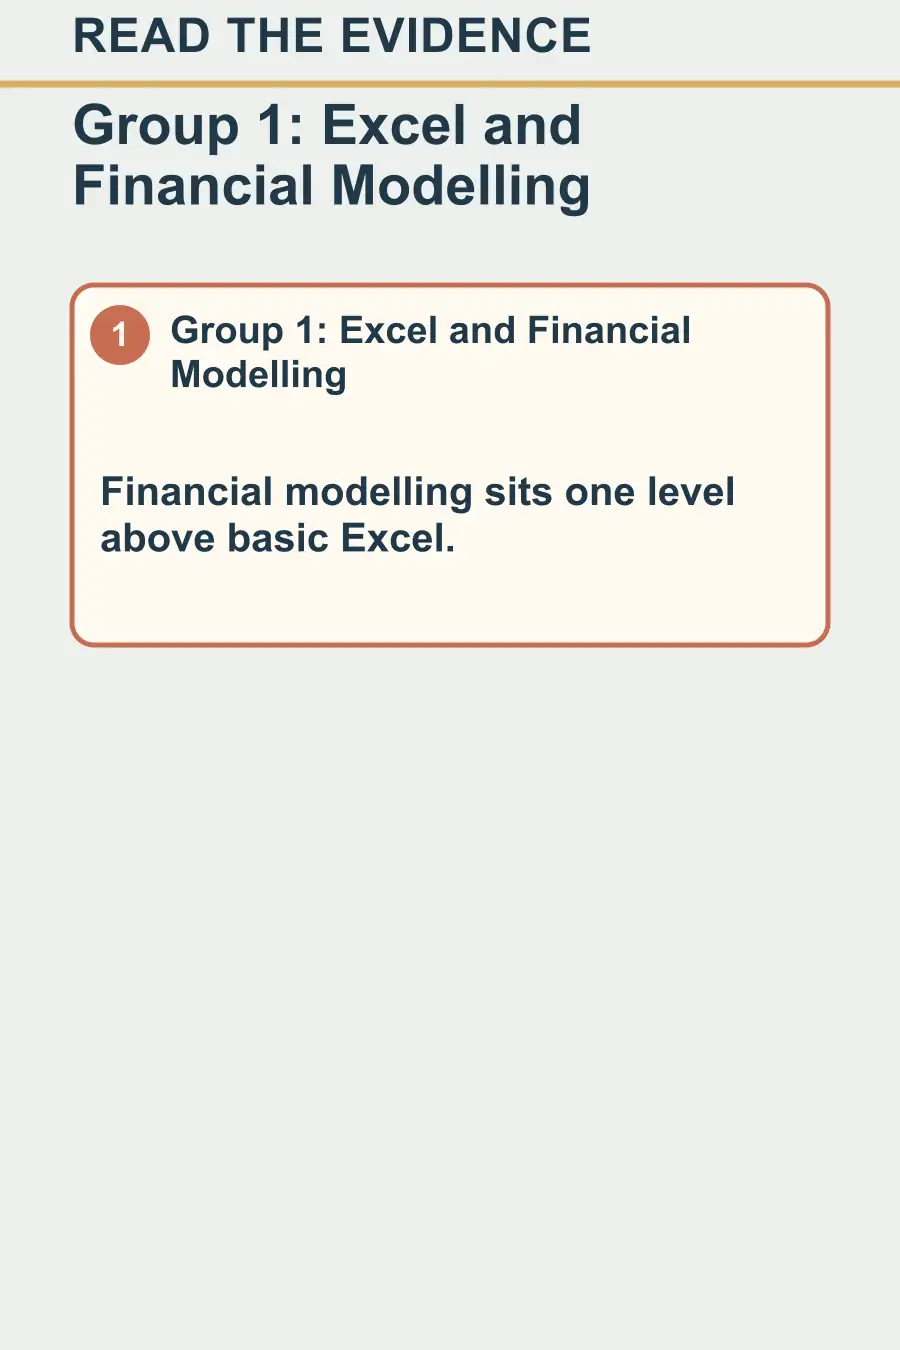 READ THE EVIDENCE
Group 1: Excel and
Financial Modelling
1
Group 1: Excel and Financial
Modelling
Financial modelling sits one level
above basic Excel.